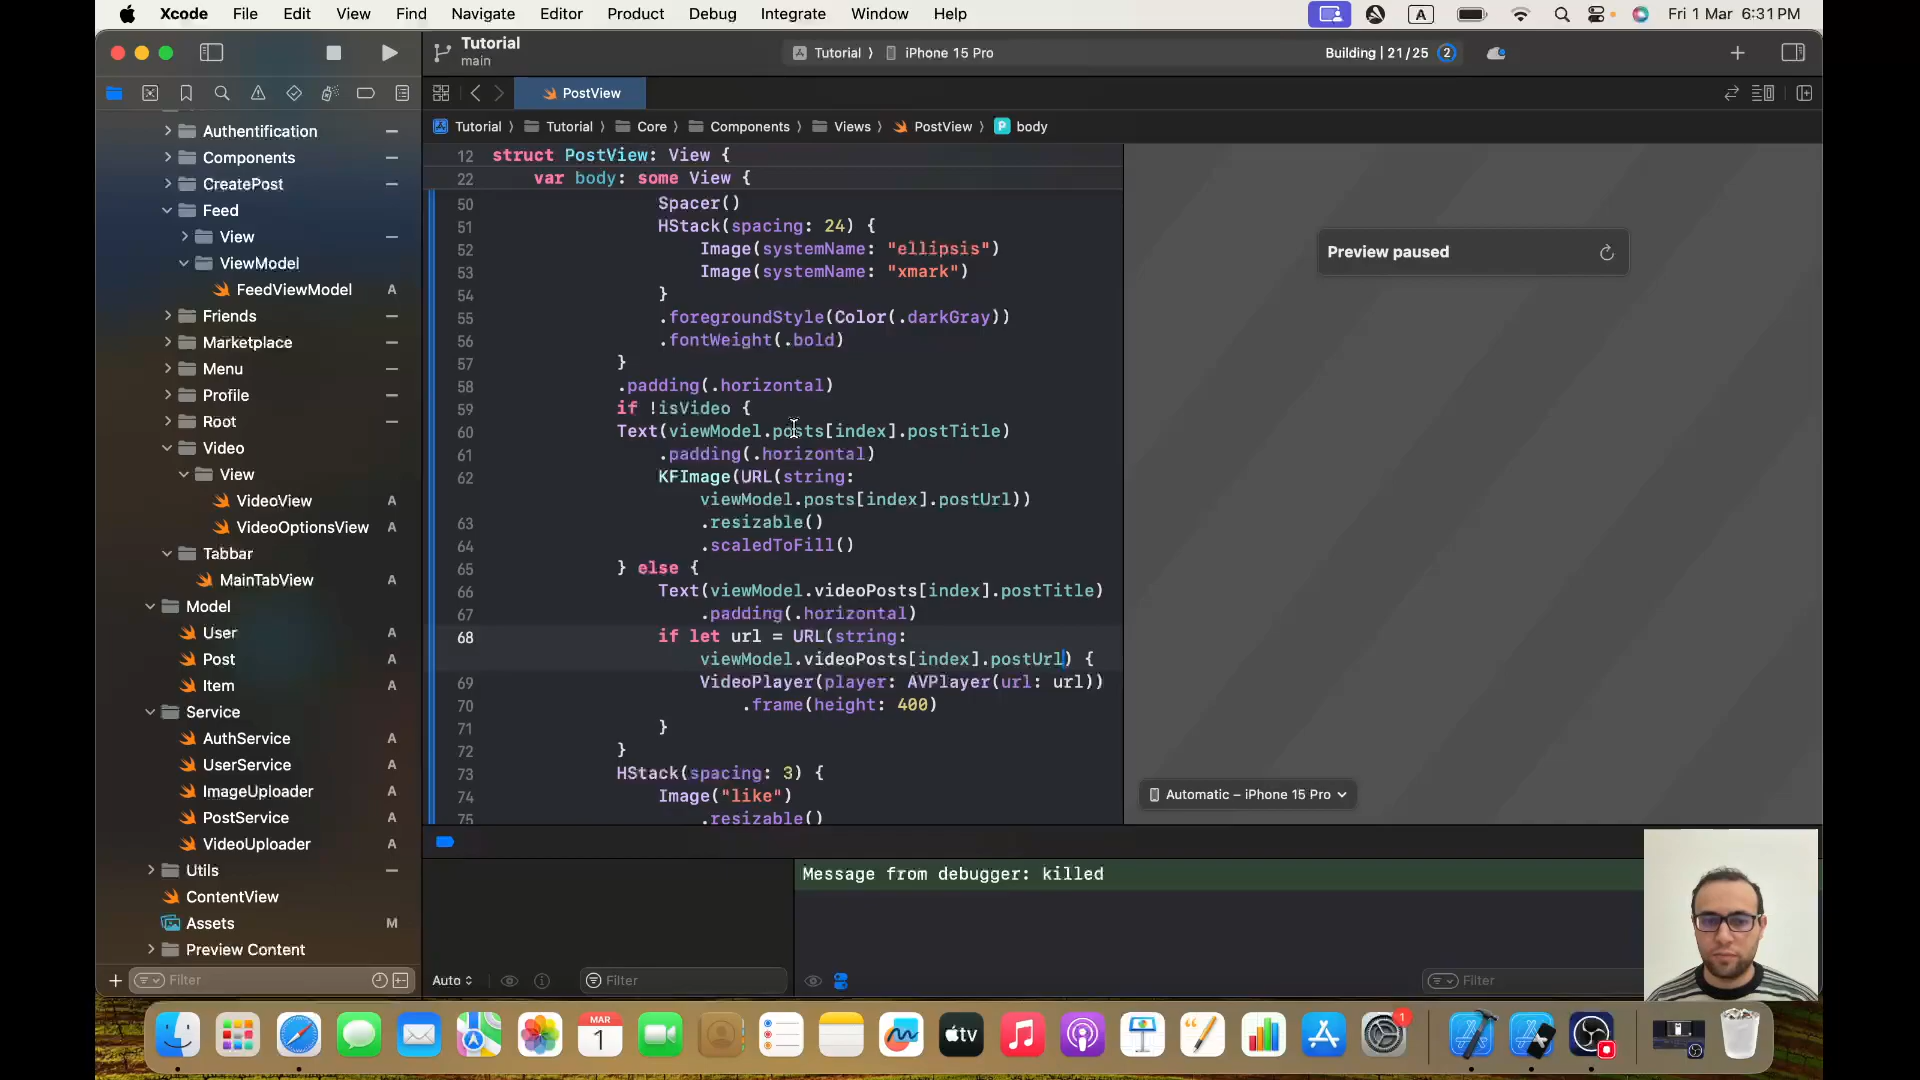 Xcode File Edit View Find Navigate Editor Product Debug Integrate Window Help A Fri 1 Mar 6:31 PM
Tutorial
main
Tutorial 〉 iPhone 15 Pro
Building | 21/25 2
PostView
Tutorial 〉 Tutorial 〉 Core 〉 Components 〉 Views 〉 PostView 〉 P body
Authentification
Components
CreatePost
Feed
View
ViewModel
FeedViewModel A
Friends
Marketplace
Menu
Profile
Root
Video
View
VideoView A
VideoOptionsView A
Tabbar
MainTabView A
Model
User A
Post A
Item A
Service
AuthService A
UserService A
ImageUploader A
PostService A
VideoUploader A
Utils
ContentView
Assets M
Preview Content
Filter
12 struct PostView: View {
22 var body: some View {
50 Spacer()
51 HStack(spacing: 24) {
52 Image(systemName: "ellipsis")
53 Image(systemName: "xmark")
54 }
55 .foregroundStyle(Color(.darkGray))
56 .fontWeight(.bold)
57 }
58 .padding(.horizontal)
59 if !isVideo {
60 Text(viewModel.posts[index].postTitle)
61 .padding(.horizontal)
62 KFImage(URL(string:
viewModel.posts[index].postUrl))
63 .resizable()
64 .scaledToFill()
65 } else {
66 Text(viewModel.videoPosts[index].postTitle)
67 .padding(.horizontal)
68 if let url = URL(string:
viewModel.videoPosts[index].postUrl) {
69 VideoPlayer(player: AVPlayer(url: url))
70 .frame(height: 400)
71 }
72 }
73 HStack(spacing: 3) {
74 Image("like")
75 .resizable()
Preview paused
Automatic – iPhone 15 Pro
Message from debugger: killed
Auto
Filter
Filter
MAR
1
tv
1